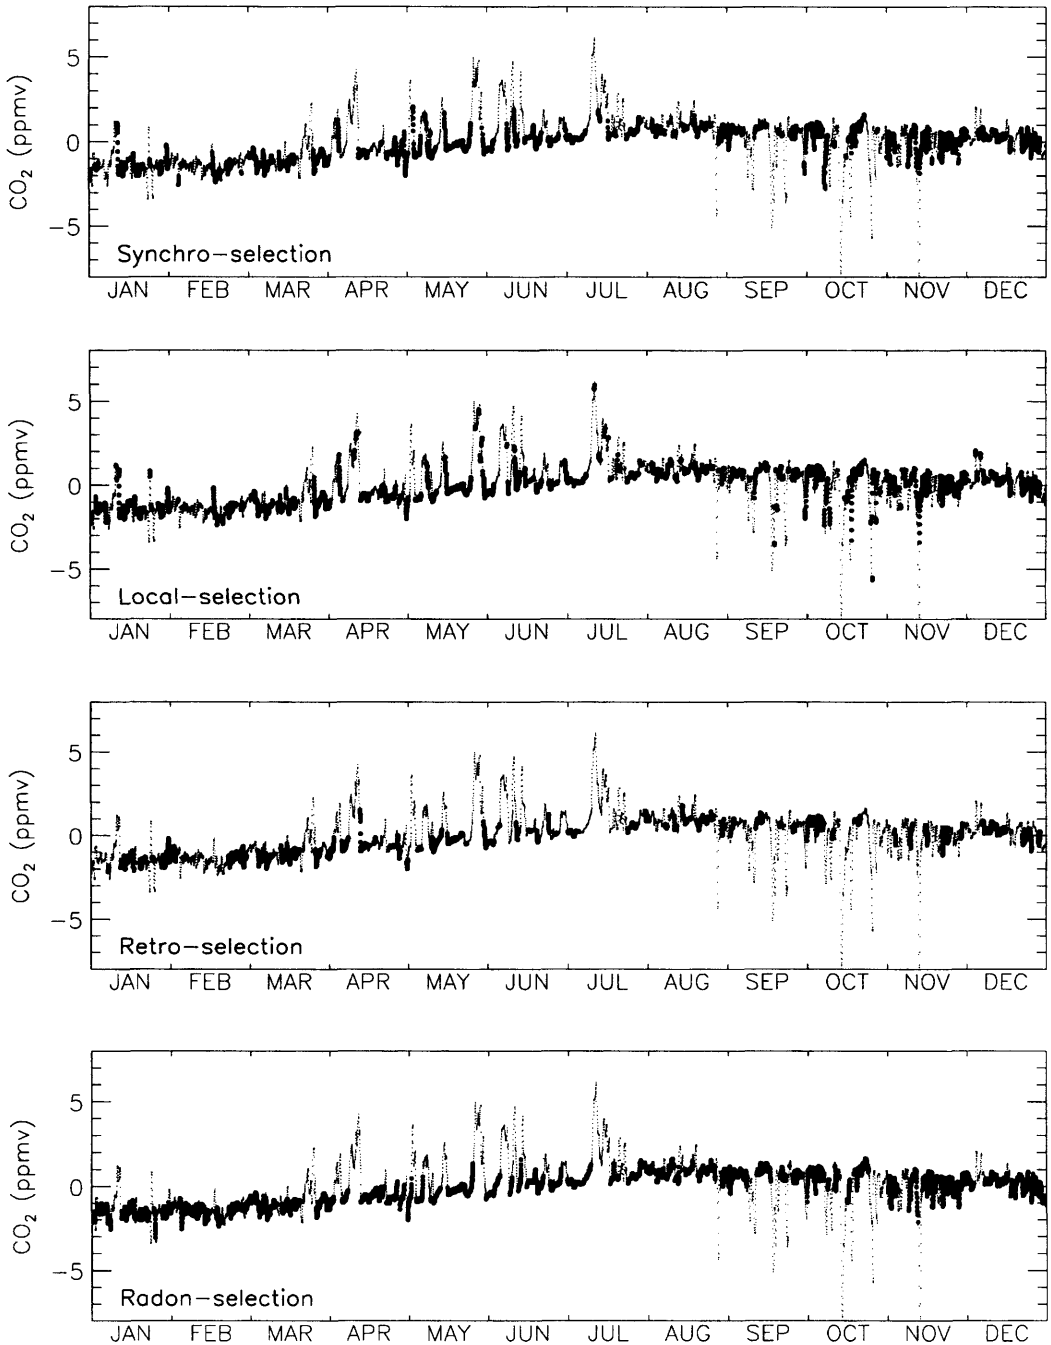 5
0
−5
CO₂ (ppmv)
Synchro−selection
JAN FEB MAR APR MAY JUN JUL AUG SEP OCT NOV DEC
5
0
−5
CO₂ (ppmv)
Local−selection
JAN FEB MAR APR MAY JUN JUL AUG SEP OCT NOV DEC
5
0
−5
CO₂ (ppmv)
Retro−selection
JAN FEB MAR APR MAY JUN JUL AUG SEP OCT NOV DEC
5
0
−5
CO₂ (ppmv)
Radon−selection
JAN FEB MAR APR MAY JUN JUL AUG SEP OCT NOV DEC